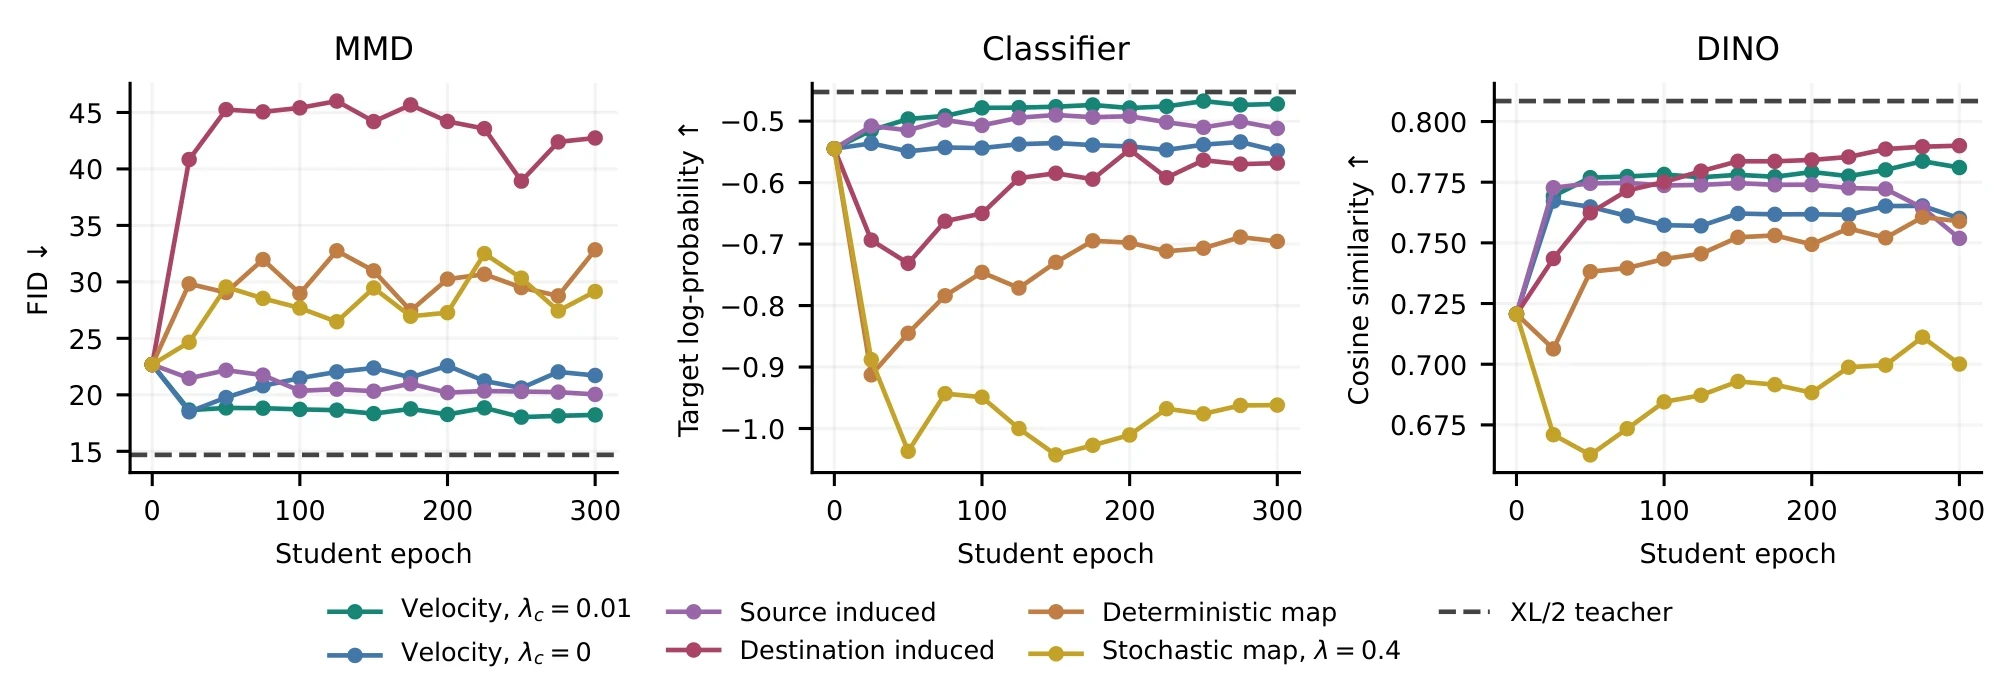 MMD
FID ↓
45
40
35
30
25
20
15
0 100 200 300
Student epoch
Classifier
Target log-probability ↑
−0.5
−0.6
−0.7
−0.8
−0.9
−1.0
0 100 200 300
Student epoch
DINO
Cosine similarity ↑
0.800
0.775
0.750
0.725
0.700
0.675
0 100 200 300
Student epoch
Velocity, λc = 0.01
Velocity, λc = 0
Source induced
Destination induced
Deterministic map
Stochastic map, λ = 0.4
XL/2 teacher